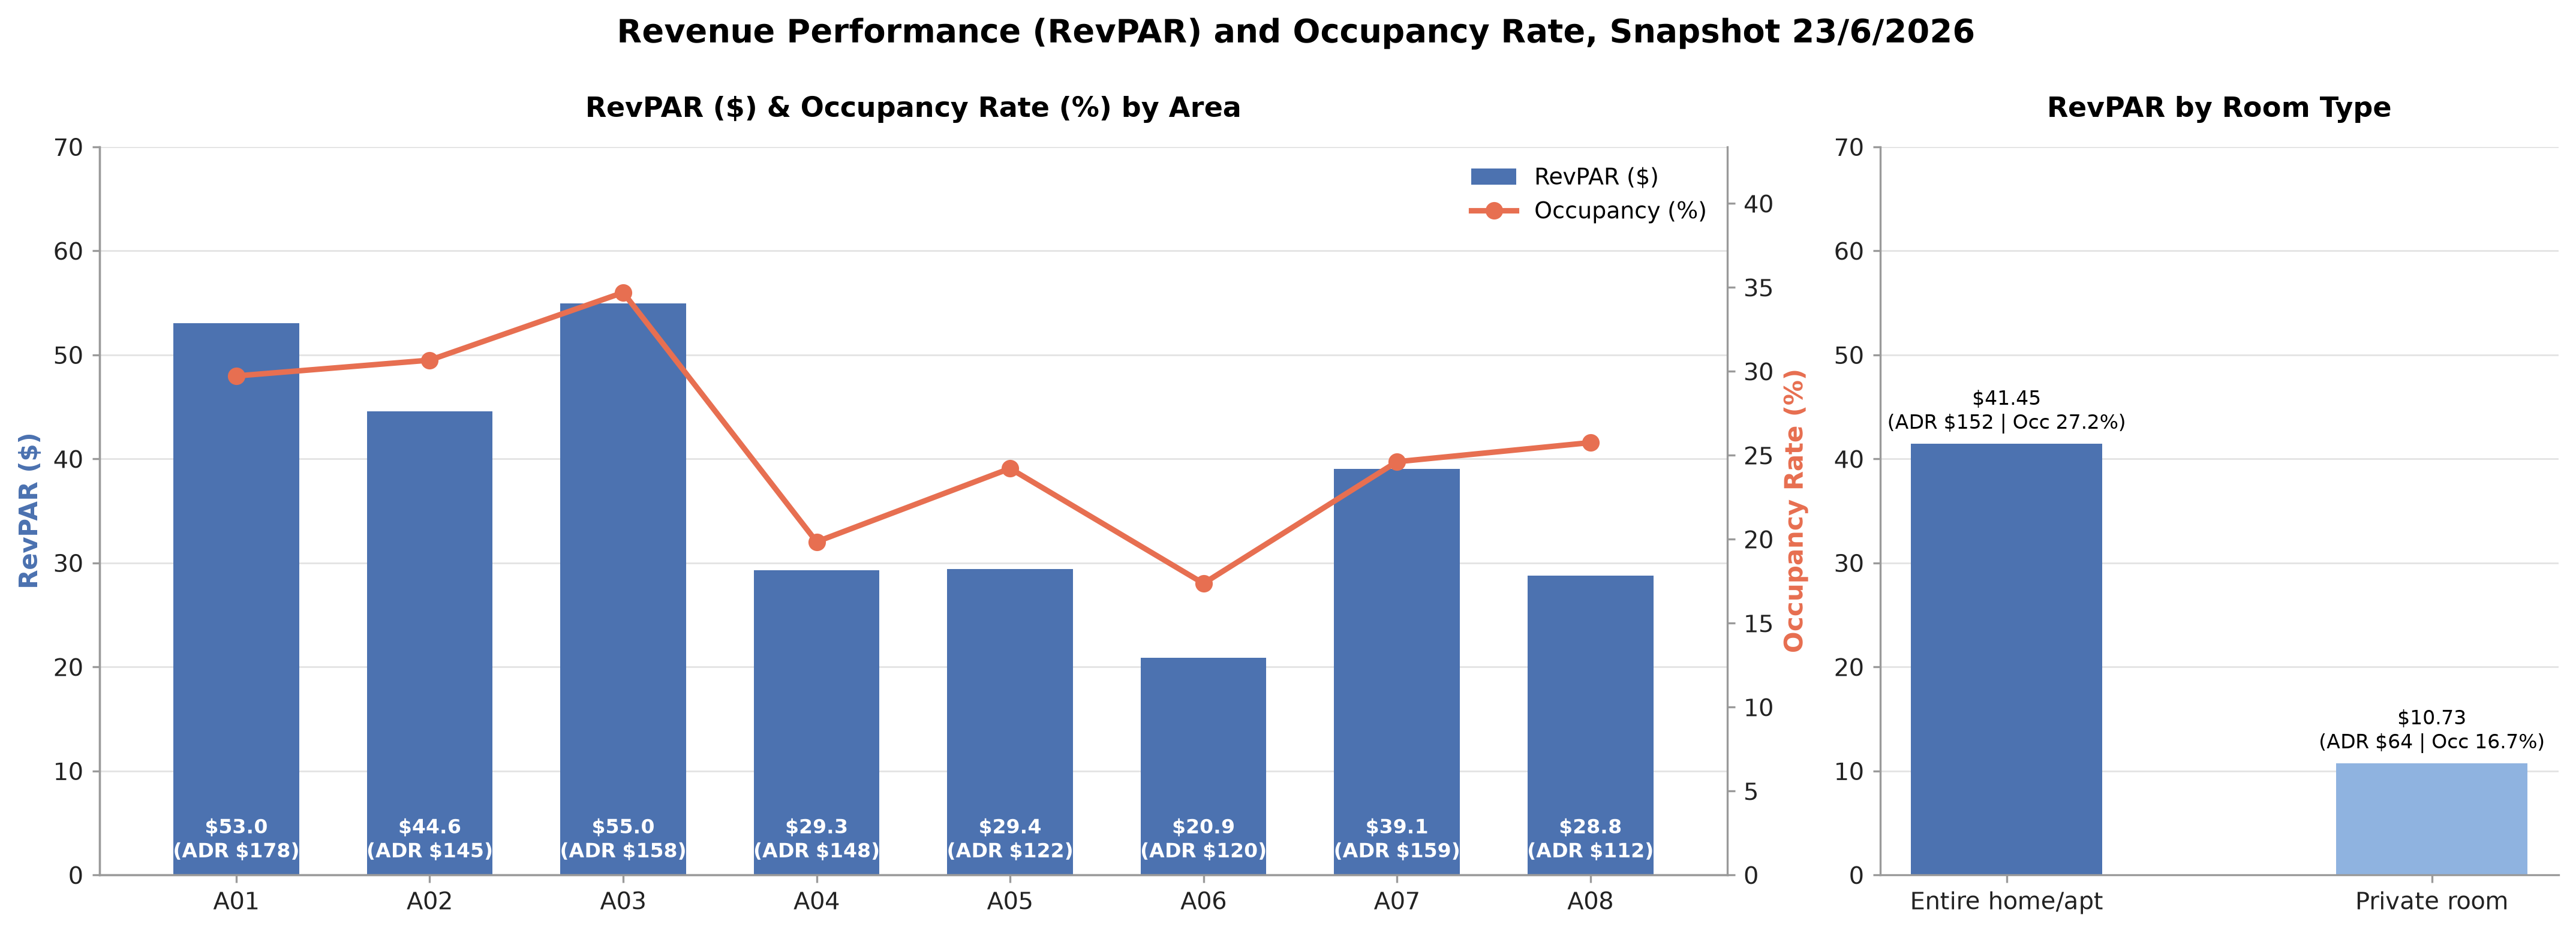 Revenue Performance (RevPAR) and Occupancy Rate, Snapshot 23/6/2026
RevPAR ($) & Occupancy Rate (%) by Area
RevPAR ($)
70
60
50
40
30
20
10
0
RevPAR ($)
Occupancy (%)
$53.0
(ADR $178)
$44.6
(ADR $145)
$55.0
(ADR $158)
$29.3
(ADR $148)
$29.4
(ADR $122)
$20.9
(ADR $120)
$39.1
(ADR $159)
$28.8
(ADR $112)
A01
A02
A03
A04
A05
A06
A07
A08
40
35
30
25
20
15
10
5
0
Occupancy Rate (%)
RevPAR by Room Type
70
60
50
40
30
20
10
0
$41.45
(ADR $152 | Occ 27.2%)
$10.73
(ADR $64 | Occ 16.7%)
Entire home/apt
Private room